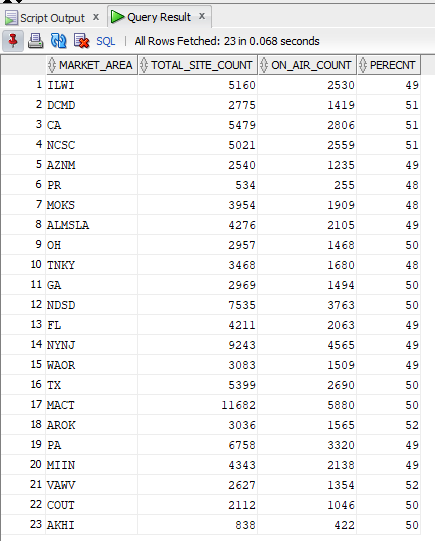 Script Output x Query Result x
SQL | All Rows Fetched: 23 in 0.068 seconds
MARKET_AREA TOTAL_SITE_COUNT ON_AIR_COUNT PERECNT
1 ILWI 5160 2530 49
2 DCMD 2775 1419 51
3 CA 5479 2806 51
4 NCSC 5021 2559 51
5 AZNM 2540 1235 49
6 PR 534 255 48
7 MOKS 3954 1909 48
8 ALMSLA 4276 2105 49
9 OH 2957 1468 50
10 TNKY 3468 1680 48
11 GA 2969 1494 50
12 NDSD 7535 3763 50
13 FL 4211 2063 49
14 NYNJ 9243 4565 49
15 WAOR 3083 1509 49
16 TX 5399 2690 50
17 MACT 11682 5880 50
18 AROK 3036 1565 52
19 PA 6758 3320 49
20 MIIN 4343 2138 49
21 VAWV 2627 1354 52
22 COUT 2112 1046 50
23 AKHI 838 422 50